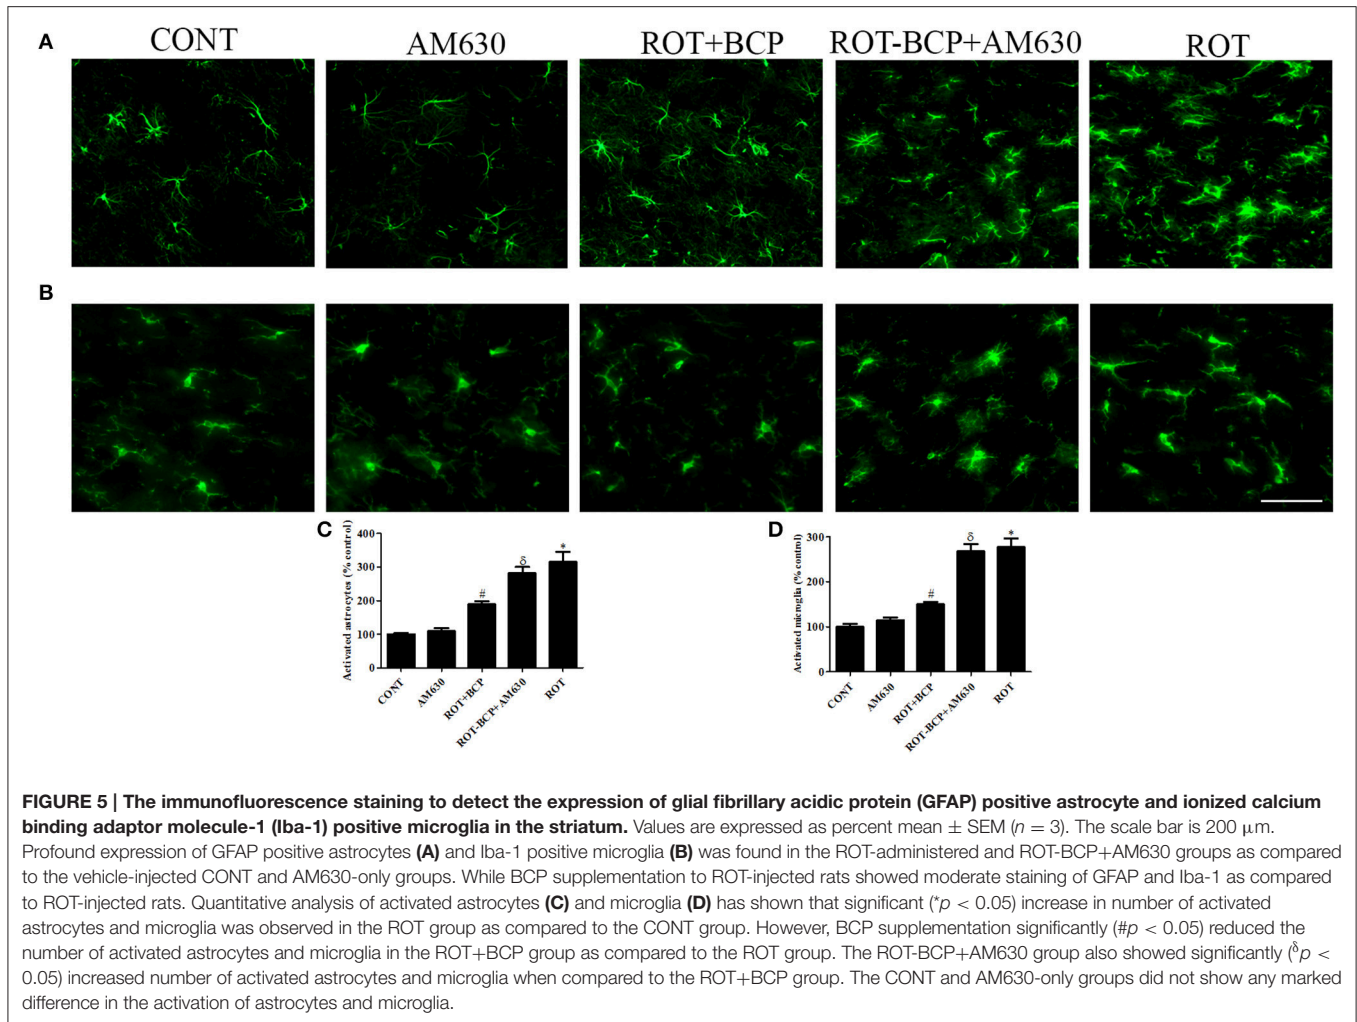 A
CONT
AM630
ROT+BCP
ROT-BCP+AM630
ROT
B
C
Activated astrocytes (% control)
400
300
200
100
0
#
δ
*
CONT
AM630
ROT+BCP
ROT-BCP+AM630
ROT
D
Activated microglia (% control)
300
200
100
0
#
δ
*
CONT
AM630
ROT+BCP
ROT-BCP+AM630
ROT
FIGURE 5 | The immunofluorescence staining to detect the expression of glial fibrillary acidic protein (GFAP) positive astrocyte and ionized calcium
binding adaptor molecule-1 (Iba-1) positive microglia in the striatum. Values are expressed as percent mean ± SEM (n = 3). The scale bar is 200 μm.
Profound expression of GFAP positive astrocytes (A) and Iba-1 positive microglia (B) was found in the ROT-administered and ROT-BCP+AM630 groups as compared
to the vehicle-injected CONT and AM630-only groups. While BCP supplementation to ROT-injected rats showed moderate staining of GFAP and Iba-1 as compared
to ROT-injected rats. Quantitative analysis of activated astrocytes (C) and microglia (D) has shown that significant (*p < 0.05) increase in number of activated
astrocytes and microglia was observed in the ROT group as compared to the CONT group. However, BCP supplementation significantly (#p < 0.05) reduced the
number of activated astrocytes and microglia in the ROT+BCP group as compared to the ROT group. The ROT-BCP+AM630 group also showed significantly (δp <
0.05) increased number of activated astrocytes and microglia when compared to the ROT+BCP group. The CONT and AM630-only groups did not show any marked
difference in the activation of astrocytes and microglia.